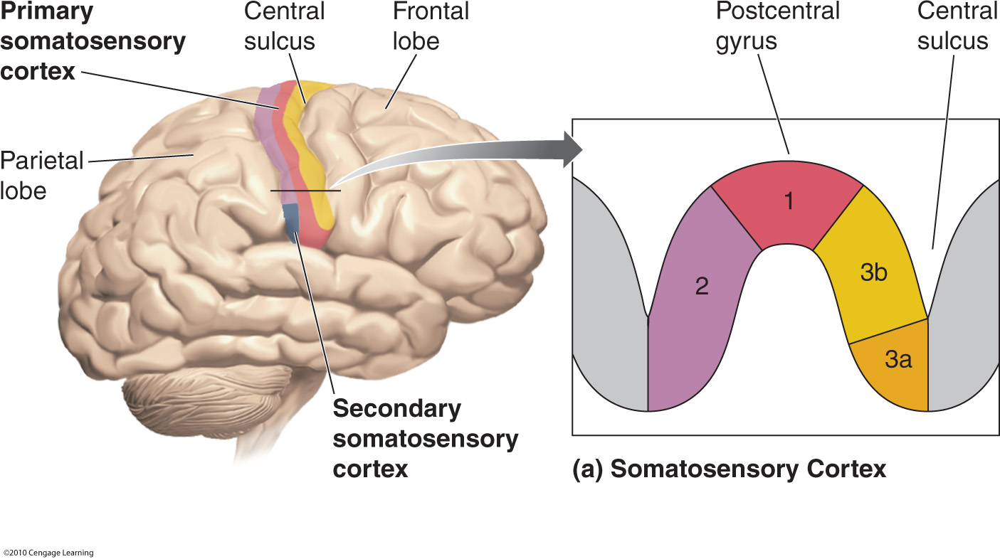 Primary
somatosensory
cortex
Central
sulcus
Frontal
lobe
Parietal
lobe
Secondary
somatosensory
cortex
Postcentral
gyrus
Central
sulcus
1
2
3b
3a
(a) Somatosensory Cortex
©2010 Cengage Learning